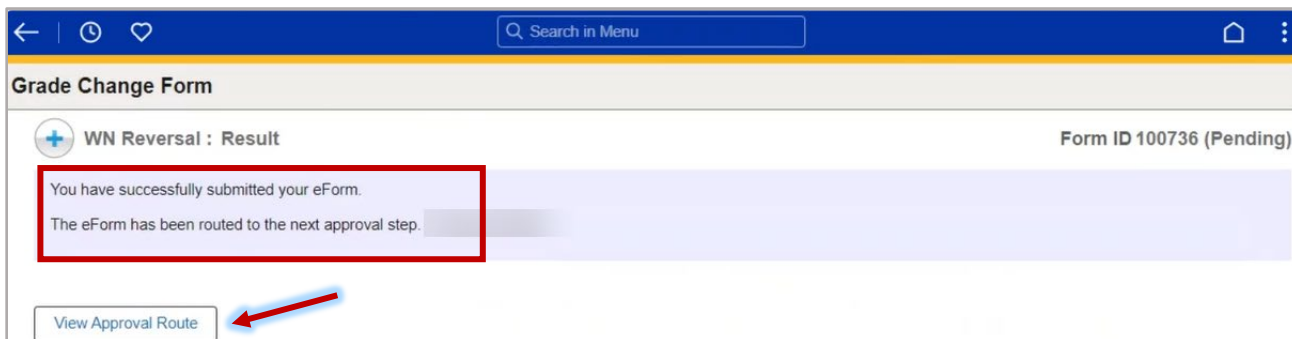 Search in Menu
Grade Change Form
WN Reversal : Result
Form ID 100736 (Pending)
You have successfully submitted your eForm.
The eForm has been routed to the next approval step.
View Approval Route